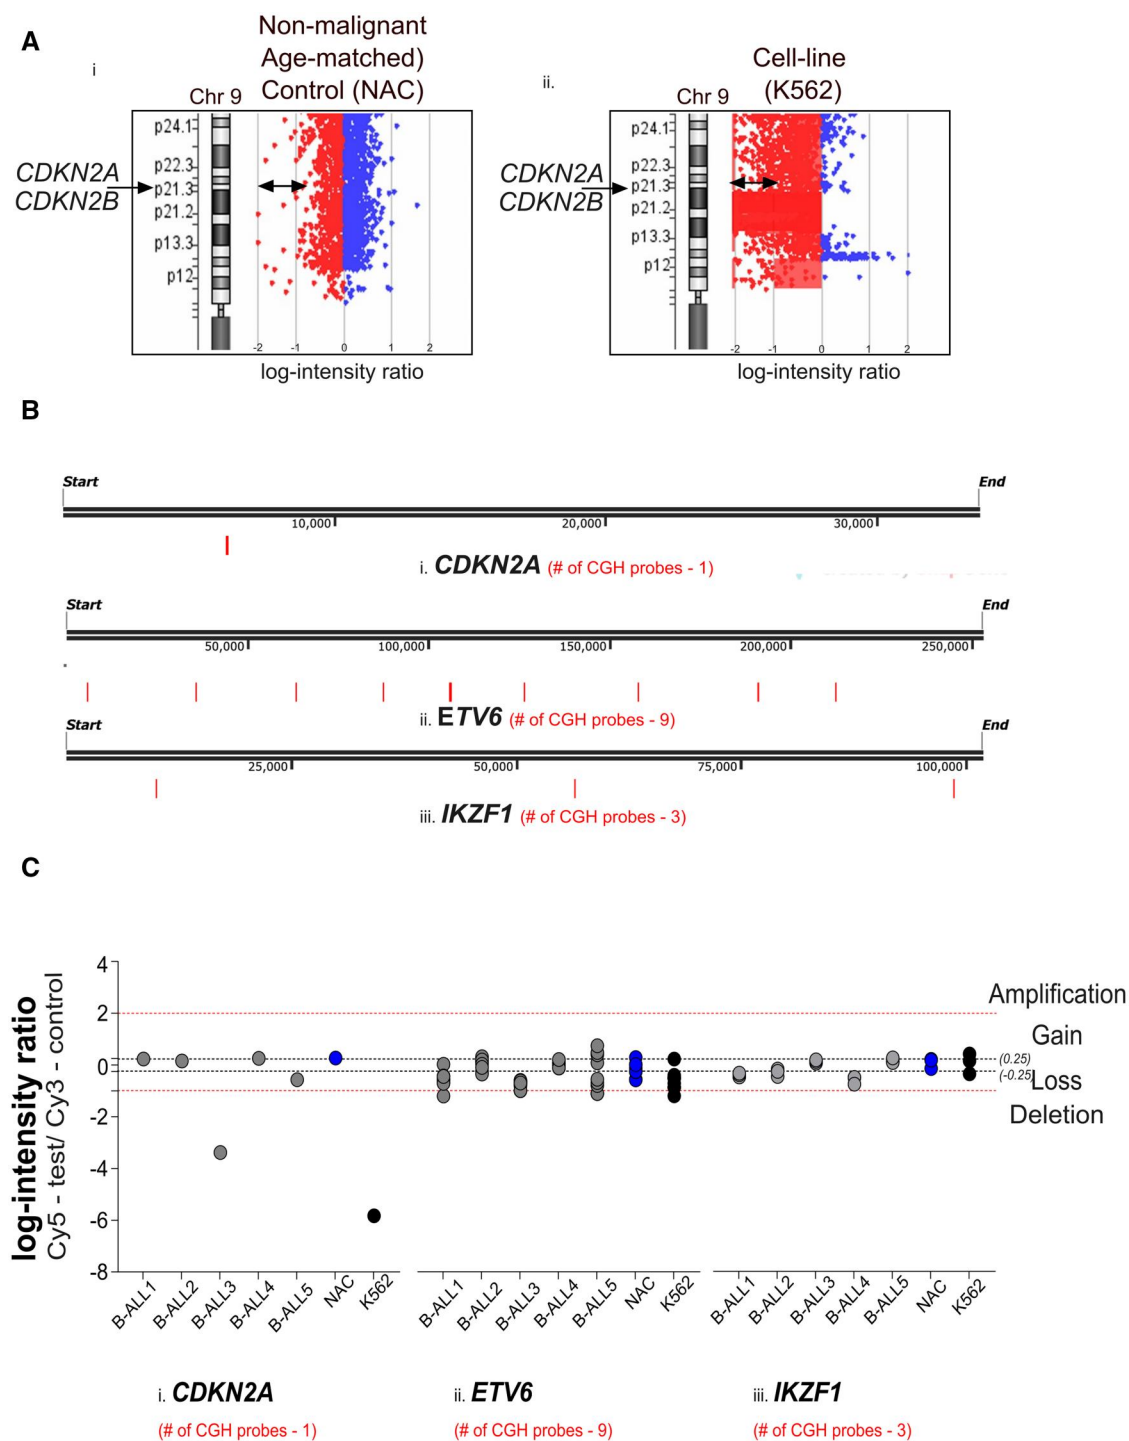 A
i
Non-malignant
Age-matched)
Control (NAC)
Chr 9
CDKN2A
CDKN2B
p24.1
p22.3
p21.3
p21.2
p13.3
p12
-2 -1 0 1 2
log-intensity ratio
ii.
Cell-line
(K562)
Chr 9
CDKN2A
CDKN2B
p24.1
p22.3
p21.3
p21.2
p13.3
p12
-2 -1 0 1 2
log-intensity ratio
B
Start End
10,000 20,000 30,000
i. CDKN2A (# of CGH probes - 1)
Start End
50,000 100,000 150,000 200,000 250,000
ii. ETV6 (# of CGH probes - 9)
Start End
25,000 50,000 75,000 100,000
iii. IKZF1 (# of CGH probes - 3)
C
log-intensity ratio
Cy5 - test/ Cy3 - control
4
2
0
-2
-4
-6
-8
Amplification
Gain
(0.25)
(-0.25)
Loss
Deletion
B-ALL1 B-ALL2 B-ALL3 B-ALL4 B-ALL5 NAC K562
B-ALL1 B-ALL2 B-ALL3 B-ALL4 B-ALL5 NAC K562
B-ALL1 B-ALL2 B-ALL3 B-ALL4 B-ALL5 NAC K562
i. CDKN2A
(# of CGH probes - 1)
ii. ETV6
(# of CGH probes - 9)
iii. IKZF1
(# of CGH probes - 3)